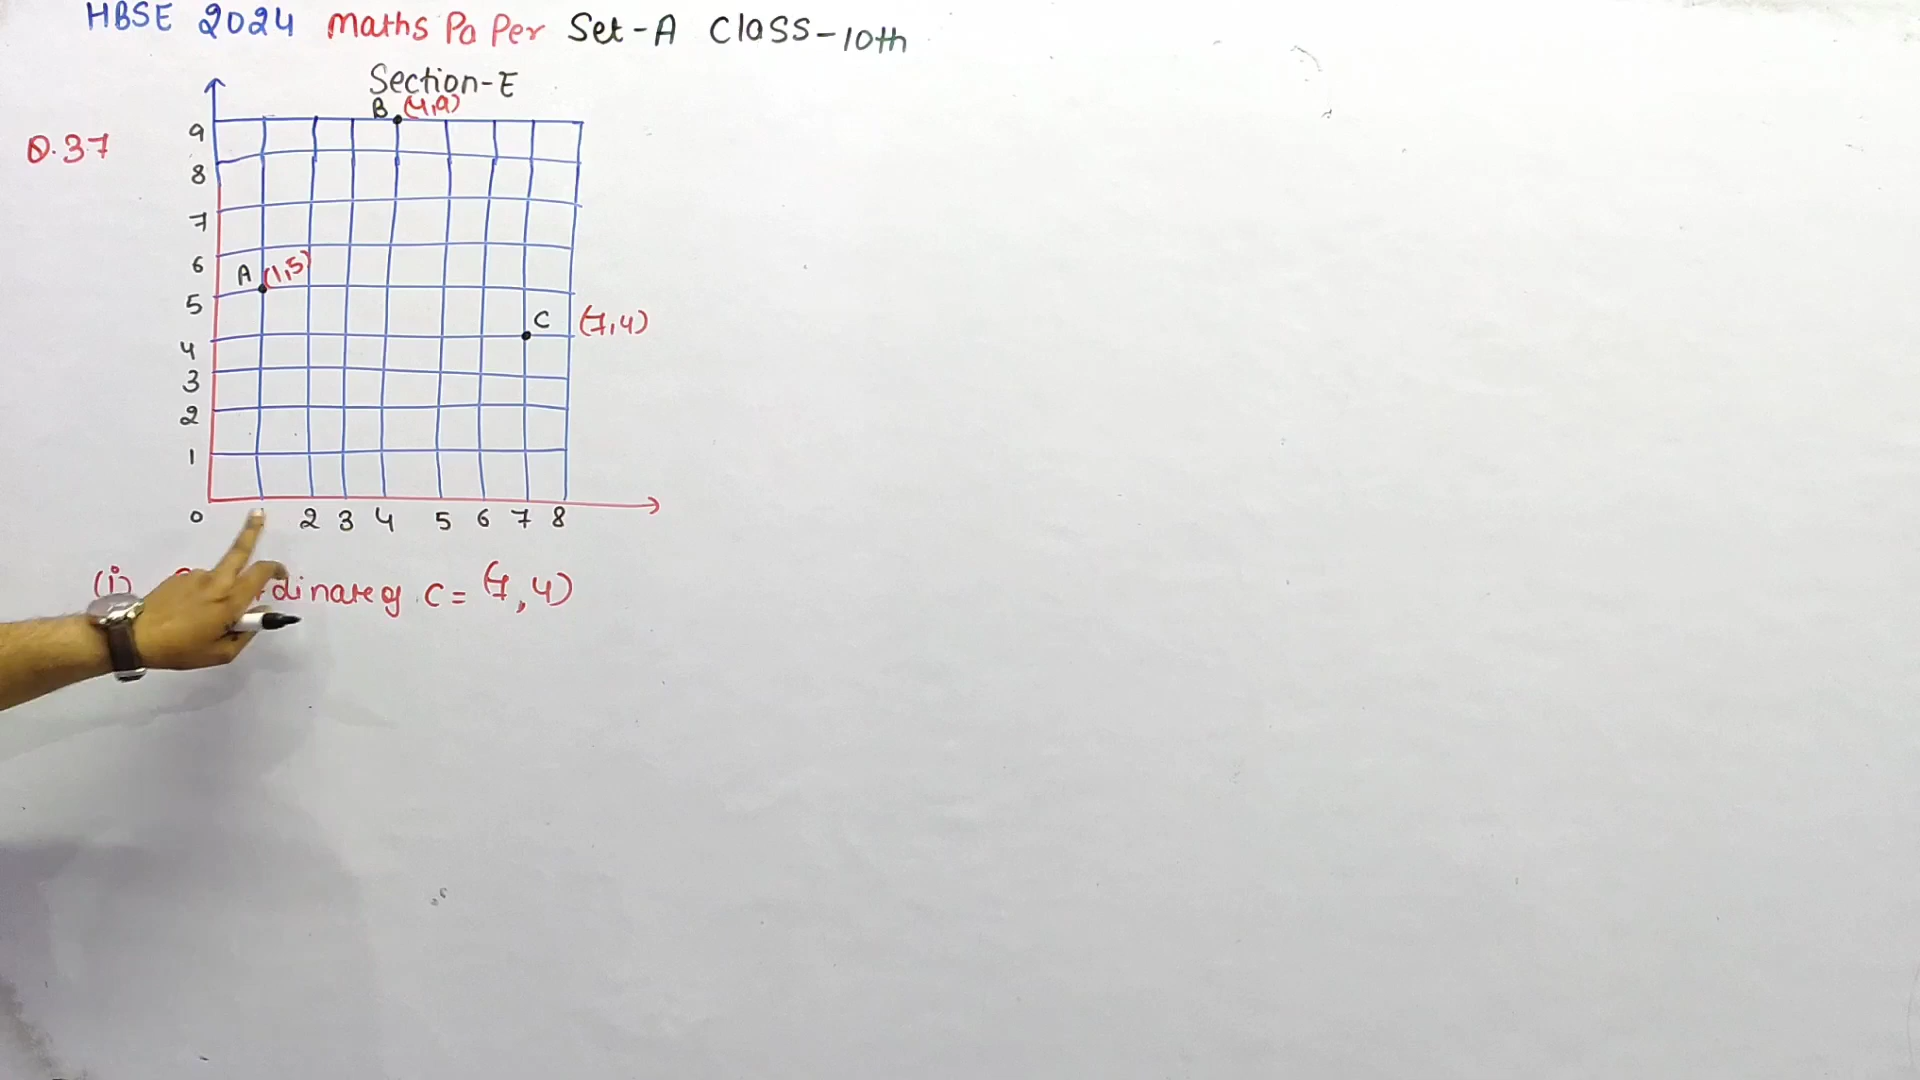 HBSE 2024 Maths Paper Set-A Class-10th
Section-E
B (4,9)
Q.37
9
8
7
6
A (1,5)
5
C (7,4)
4
3
2
1
0 2 3 4 5 6 7 8
(i) dinate of C = (7,4)